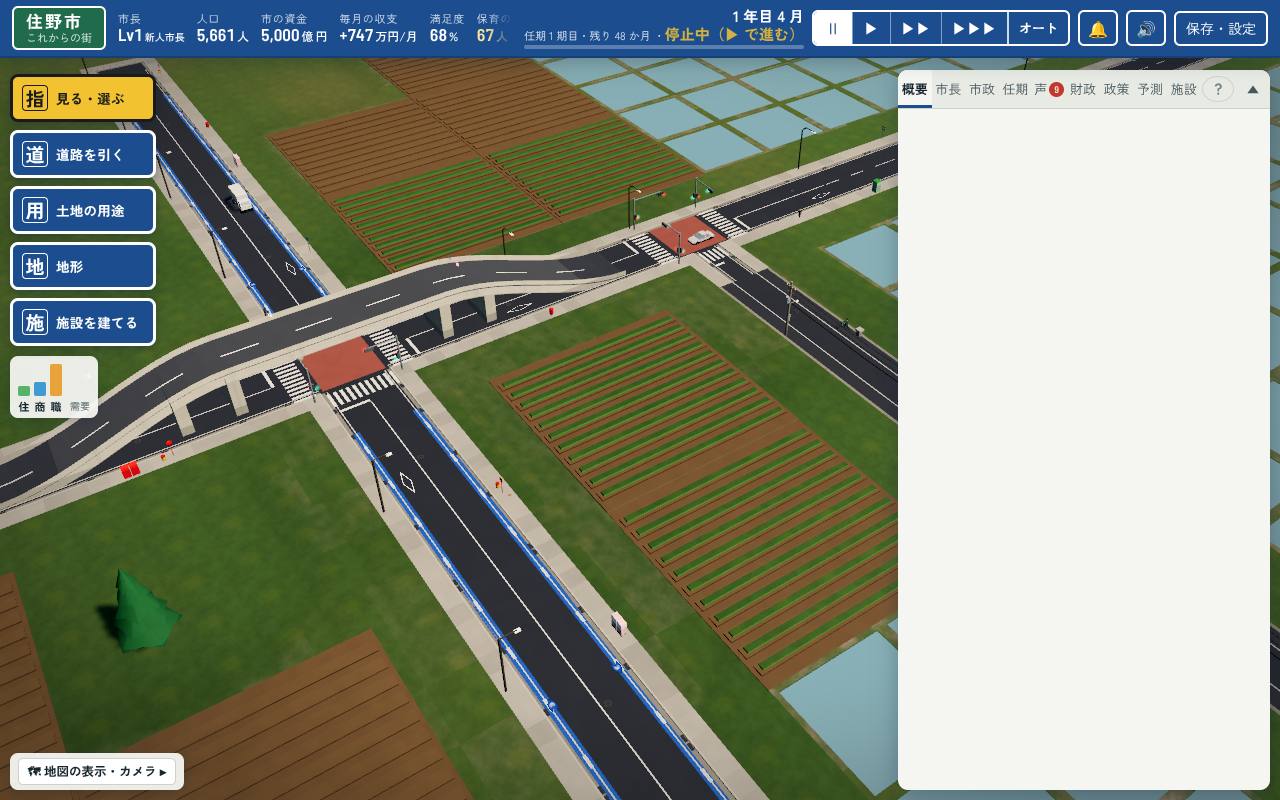 住野市
これからの街
市長
Lv1 新人市長
人口
5,661人
市の資金
5,000億円
毎月の収支
+747万円/月
満足度
68%
保育の
67人
任期1期目・残り48か月・停止中（▶で進む）
1年目4月
オート
保存・設定
指 見る・選ぶ
道 道路を引く
用 土地の用途
地 地形
施 施設を建てる
住 商 職 需要
地図の表示・カメラ▸
概要 市長 市政 任期 声 9 財政 政策 予測 施設 ?